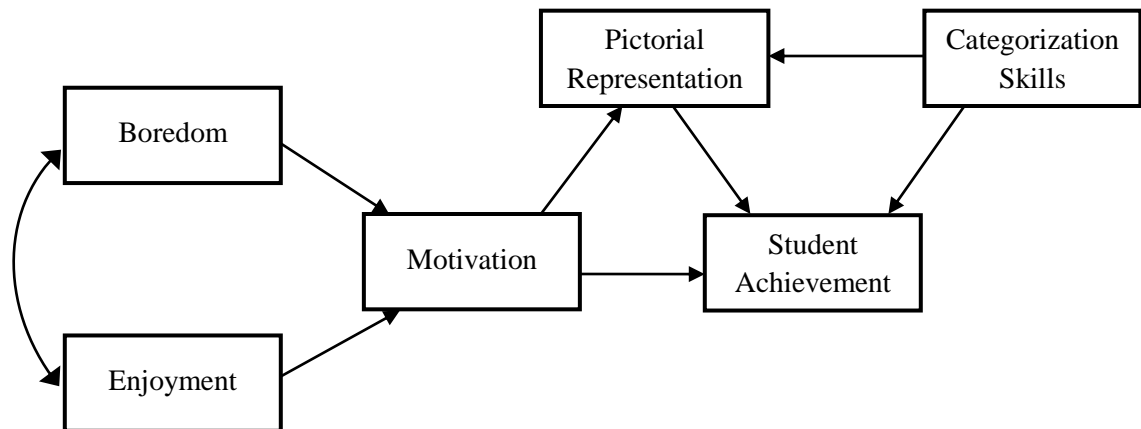 Pictorial
Representation
Categorization
Skills
Boredom
Motivation
Student
Achievement
Enjoyment